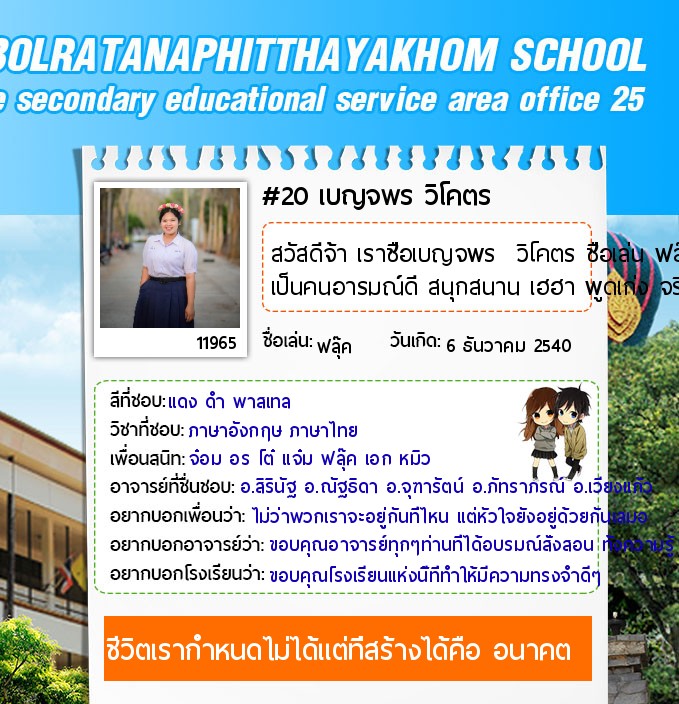 BOLRATANAPHITTHAYAKHOM SCHOOL
e secondary educational service area office 25
#20 เบญจพร วิโคตร
สวัสดีจ้า เราชื่อเบญจพร วิโคตร ชื่อเล่น
เป็นคนอารมณ์ดี สนุกสนาน เฮฮา พูดเก่ง
11965
ชื่อเล่น: ฟลุ๊ค วันเกิด: 6 ธันวาคม 2540
สีที่ชอบ: แดง ดำ พาสเทล
วิชาที่ชอบ: ภาษาอังกฤษ ภาษาไทย
เพื่อนสนิท: จ๋อม อร โต๋ แจ๋ม ฟลุ๊ค เอก หมิว
อาจารย์ที่ชื่นชอบ: อ.สิรินัฐ อ.ณัฐธิดา อ.จุฑารัตน์ อ.ภัทราภรณ์ อ.เวียงแก้ว
อยากบอกเพื่อนว่า: ไม่ว่าพวกเราจะอยู่กันที่ไหน แต่หัวใจยังอยู่ด้วยกันเสมอ
อยากบอกอาจารย์ว่า: ขอบคุณอาจารย์ทุกๆท่านที่ได้อบรมณ์สั่งสอน ทั้งความรู้
อยากบอกโรงเรียนว่า: ขอบคุณโรงเรียนแห่งนี้ที่ทำให้มีความทรงจำดีๆ
ชีวิตเรากำหนดไม่ได้แต่ที่สร้างได้คือ อนาคต